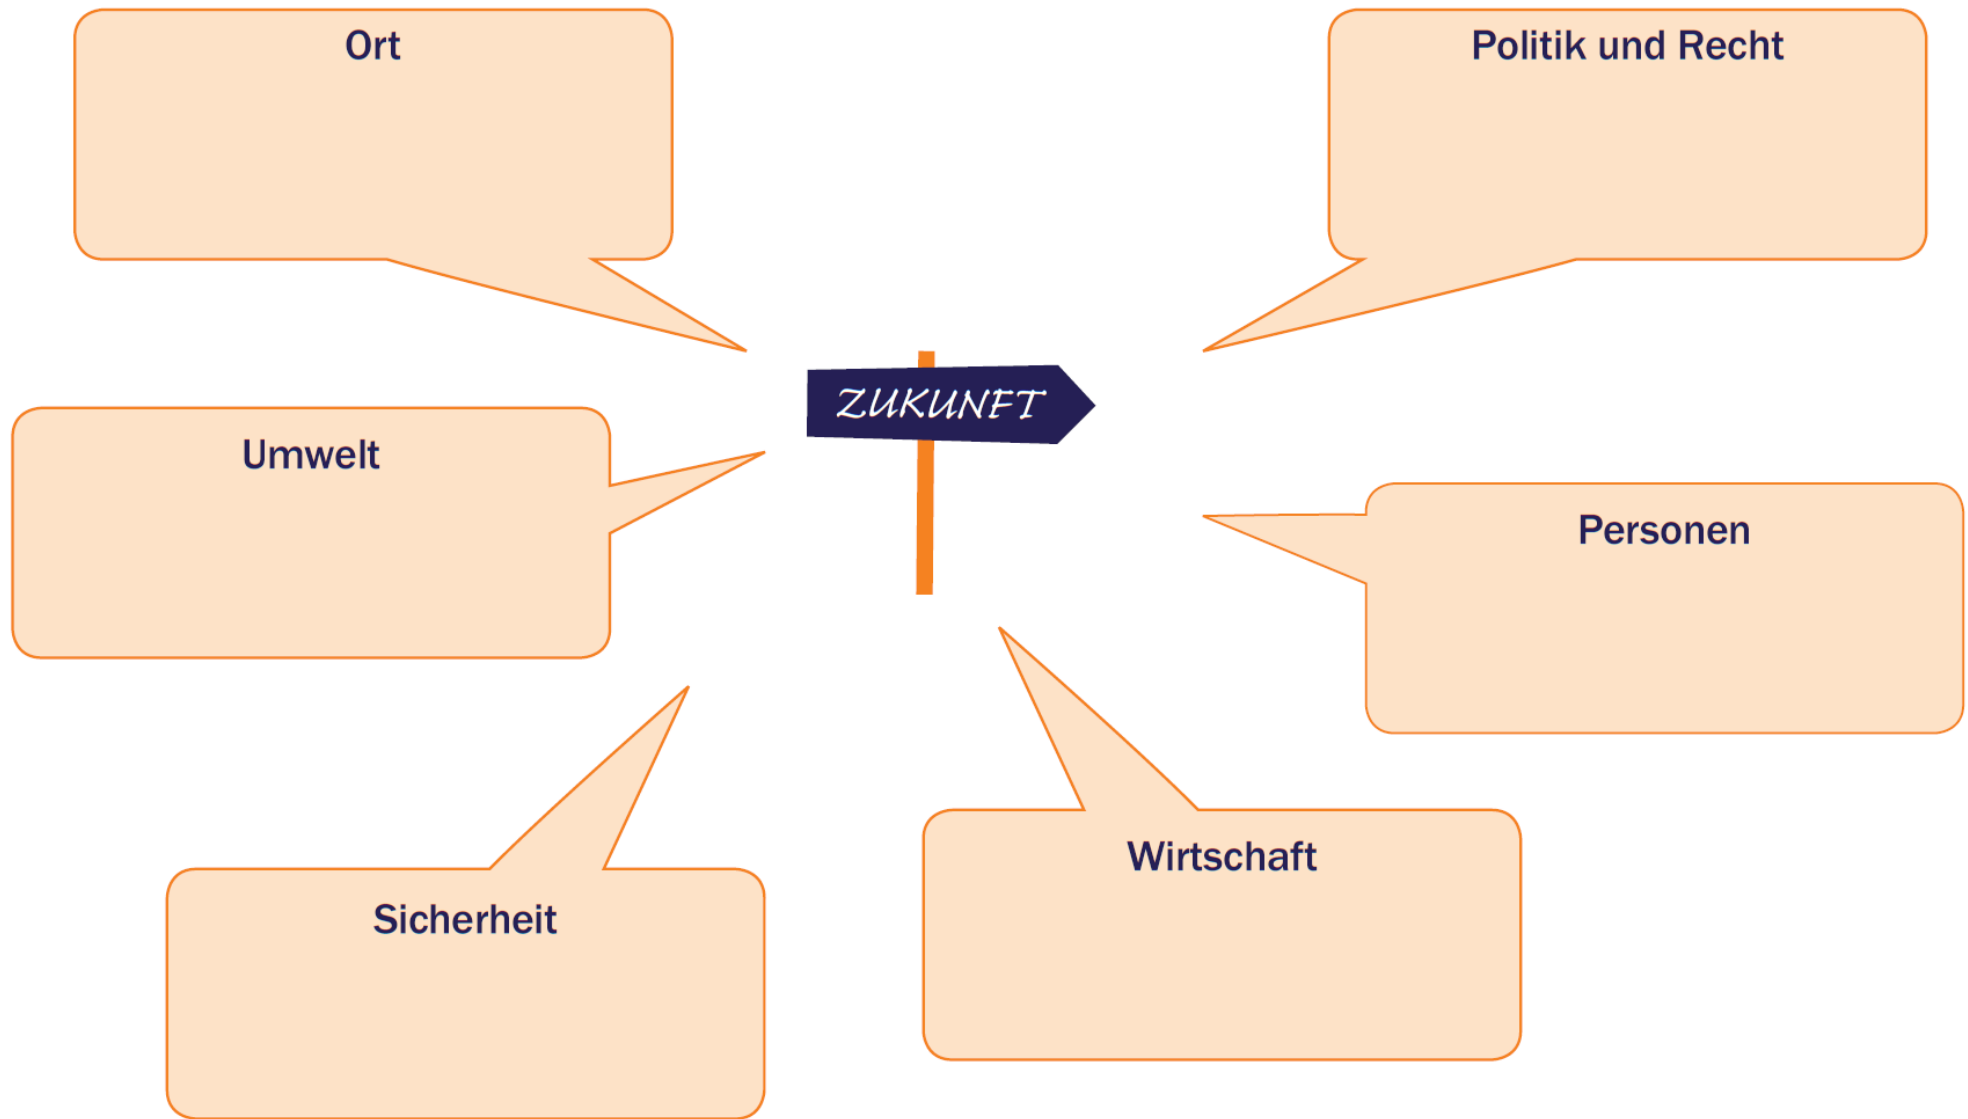 Ort
Politik und Recht
ZUKUNFT
Umwelt
Personen
Wirtschaft
Sicherheit